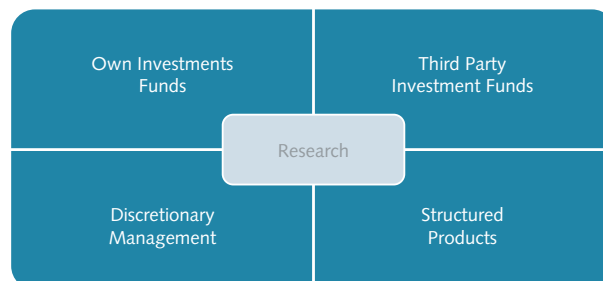 Own Investments
Funds
Third Party
Investment Funds
Research
Discretionary
Management
Structured
Products